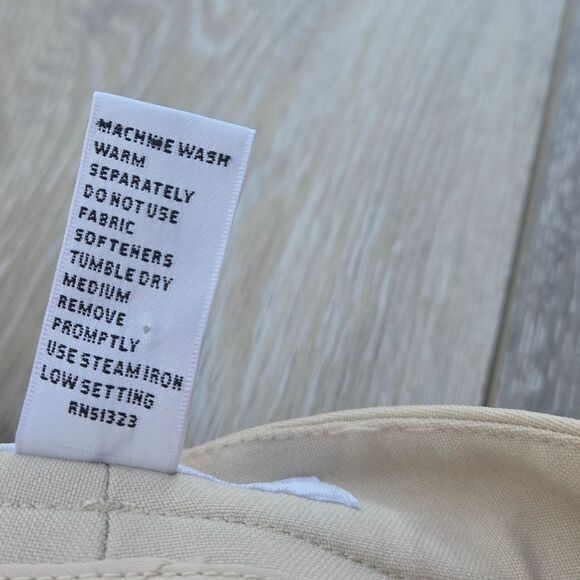 MACHINE WASH
WARM
SEPARATELY
DO NOT USE
FABRIC
SOFTENERS
TUMBLE DRY
MEDIUM
REMOVE
PROMPTLY
USE STEAM IRON
LOW SETTING
RN51323